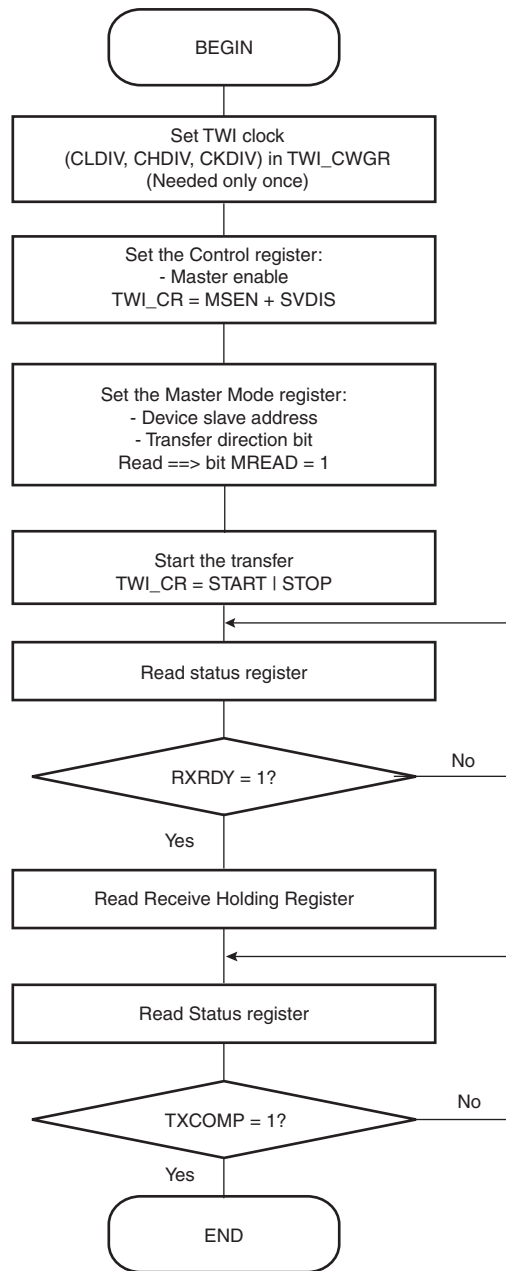 BEGIN
Set TWI clock
(CLDIV, CHDIV, CKDIV) in TWI_CWGR
(Needed only once)
Set the Control register:
- Master enable
TWI_CR = MSEN + SVDIS
Set the Master Mode register:
- Device slave address
- Transfer direction bit
Read ==> bit MREAD = 1
Start the transfer
TWI_CR = START | STOP
Read status register
RXRDY = 1?
No
Yes
Read Receive Holding Register
Read Status register
TXCOMP = 1?
No
Yes
END